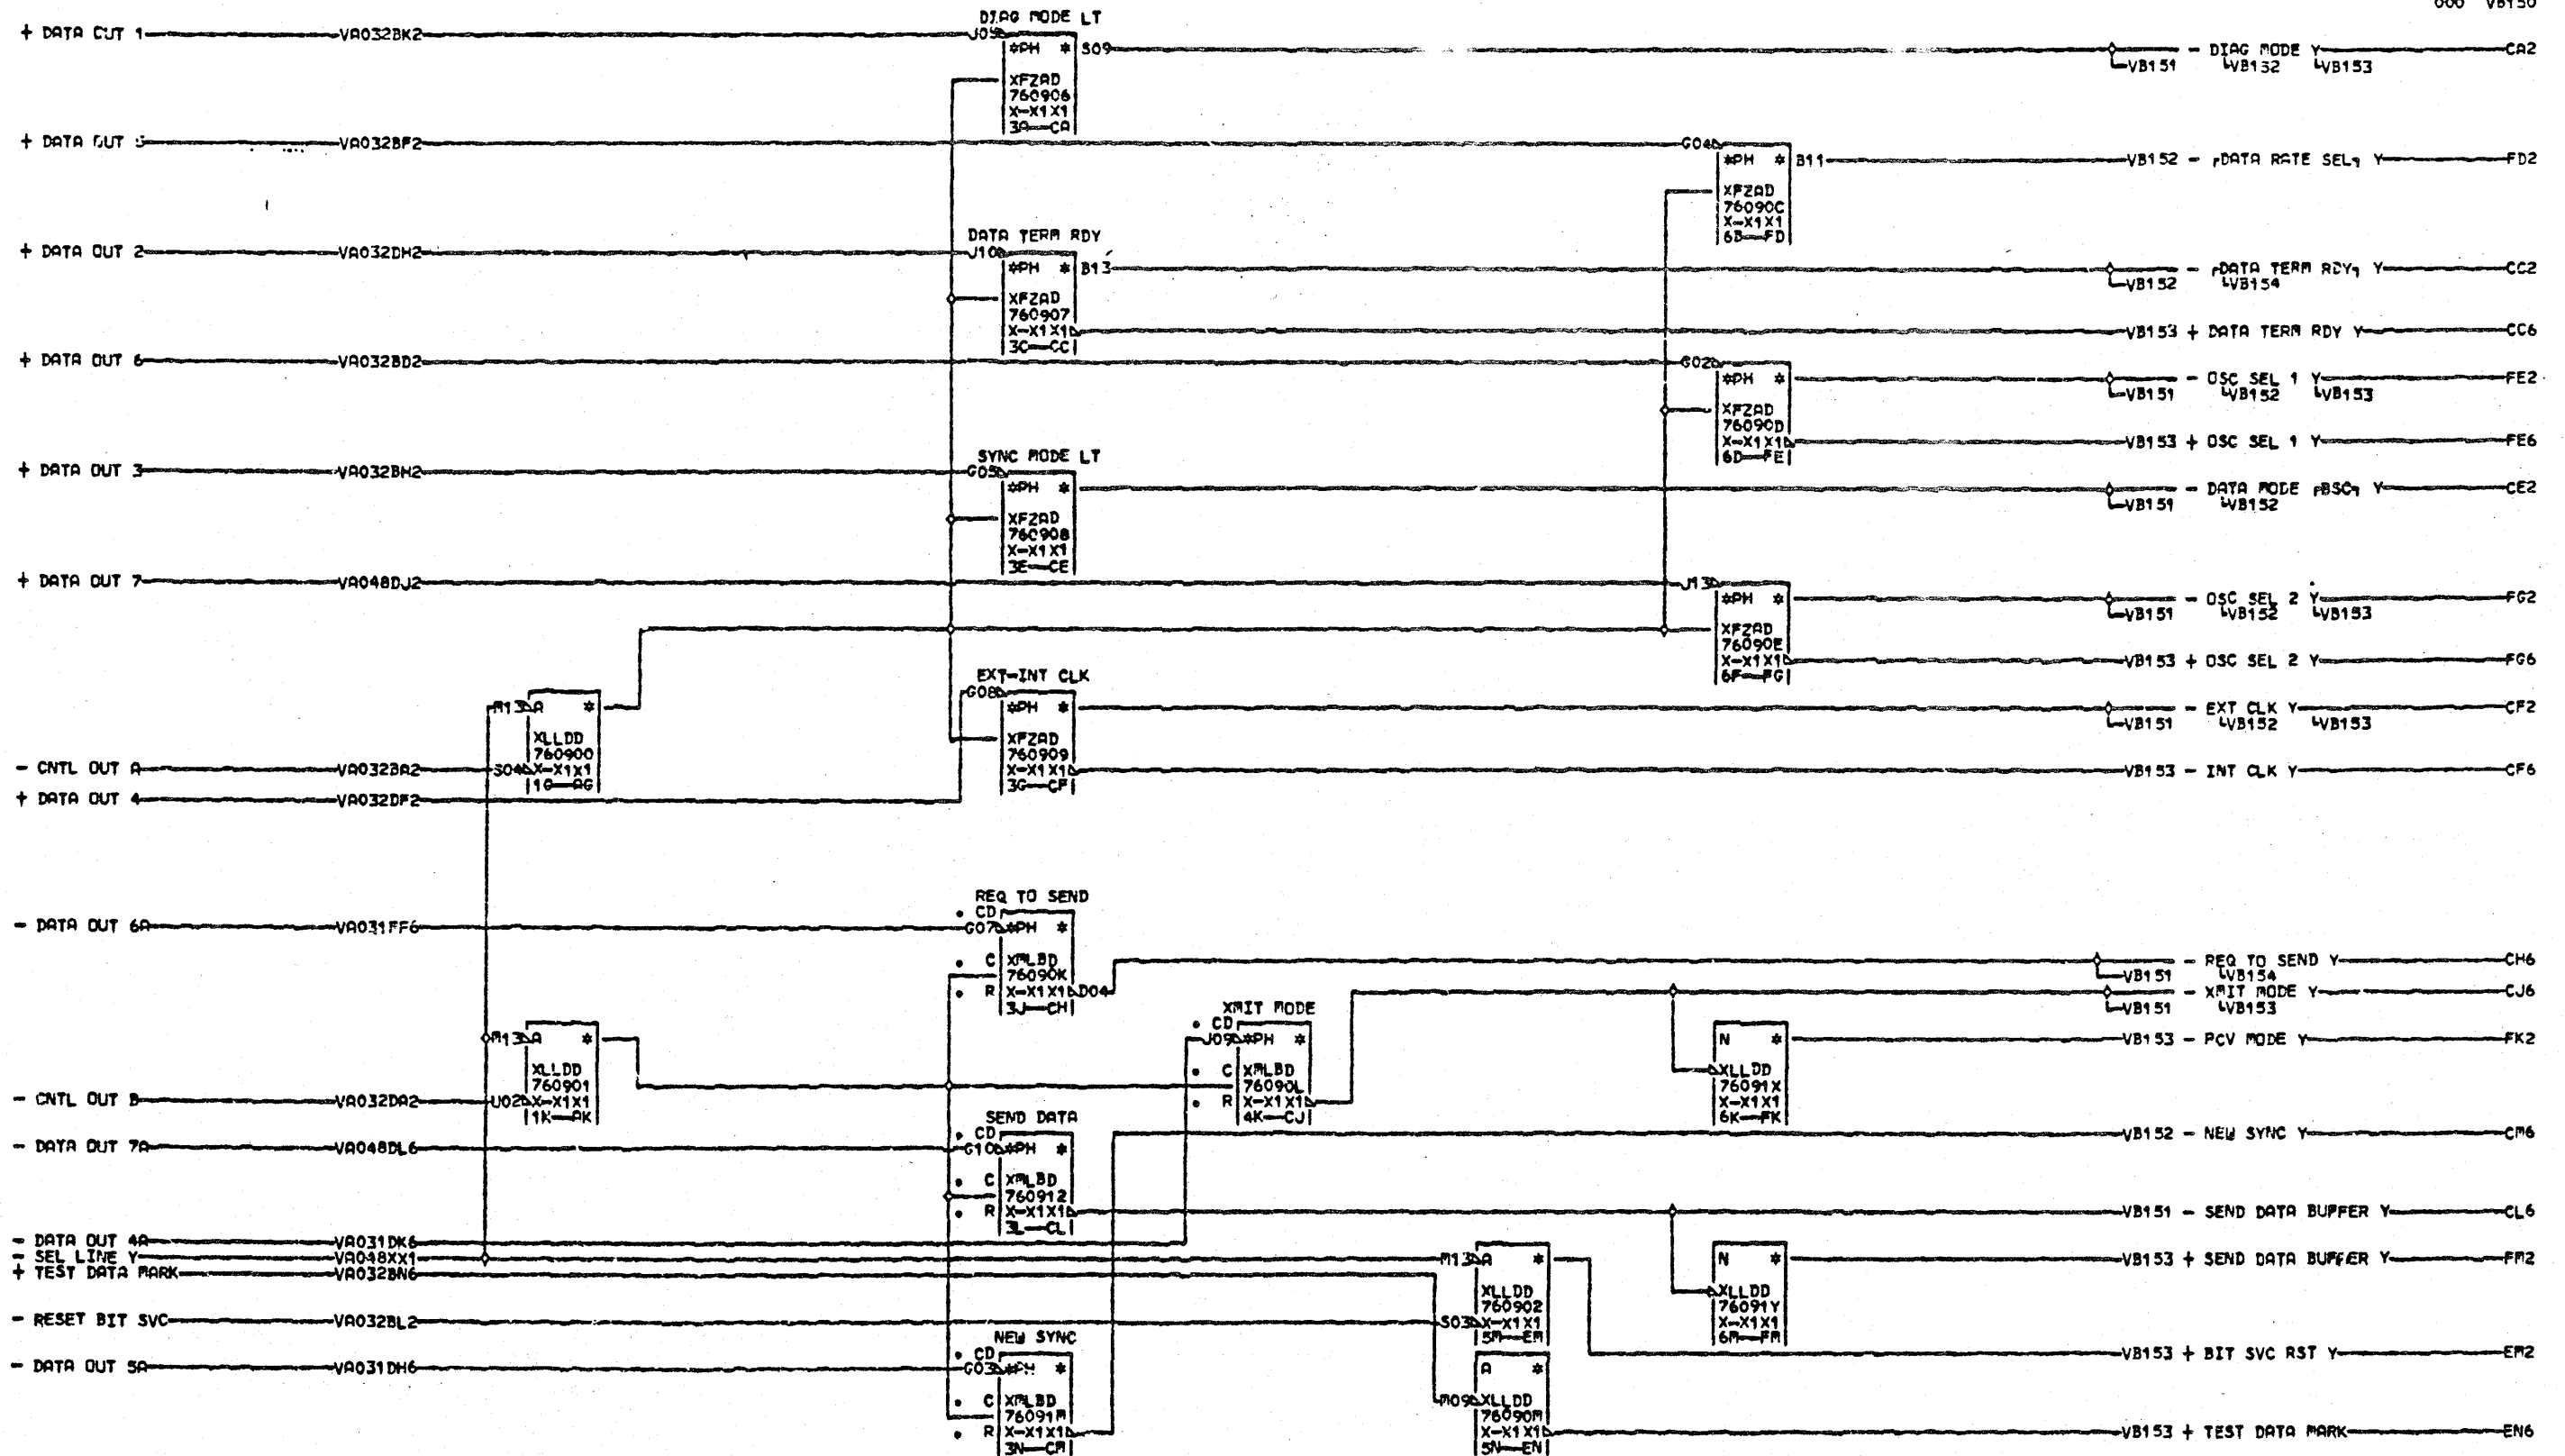 000 VB150
DIAG MODE LT
+ DATA OUT 1 VA032BK2 J09
*PH * S09 - DIAG MODE Y CA2
VB151 VB132 VB153
XFZAD
760906
X-X1X1
3A CA
+ DATA OUT 5 VA032BF2 G04
*PH * B11 VB152 - DATA RATE SEL Y FD2
XFZAD
76090C
X-X1X1
6B FD
DATA TERM RDY
+ DATA OUT 2 VA032DH2 J10
*PH * B13 - DATA TERM RDY Y CC2
VB152 VB154
XFZAD
760907
X-X1X1 VB153 + DATA TERM RDY Y CC6
3C CC
+ DATA OUT 6 VA032BD2 G02
*PH * - OSC SEL 1 Y FE2
VB151 VB152 VB153
XFZAD
76090D
X-X1X1 VB153 + OSC SEL 1 Y FE6
6D FE
SYNC MODE LT
+ DATA OUT 3 VA032BH2 G05
*PH * - DATA MODE BSC Y CE2
VB151 VB152
XFZAD
760908
X-X1X1
3E CE
+ DATA OUT 7 VA048DJ2 J13
*PH * - OSC SEL 2 Y FG2
VB151 VB152 VB153
XFZAD
76090E
X-X1X1 VB153 + OSC SEL 2 Y FG6
6F FG
EXT-INT CLK
G08
M13 A * *PH * - EXT CLK Y CF2
VB151 VB152 VB153
XLLDD XFZAD
760900 760909
- CNTL OUT A VA032BA2 S04 X-X1X1 X-X1X1 VB153 - INT CLK Y CF6
1G AG 3G CF
+ DATA OUT 4 VA032DF2
REQ TO SEND
CD
- DATA OUT 6A VA031FF6 G07 *PH *
C XMLBD - REQ TO SEND Y CH6
76090K VB151 VB154
R X-X1X1 D04 - XMIT MODE Y CJ6
3J CH VB151 VB153
XMIT MODE
CD
M13 A * J09 *PH * N * VB153 - RCV MODE Y FK2
XLLDD C XMLBD XLLDD
760901 76090L 76091X
- CNTL OUT B VA032DA2 U02 X-X1X1 R X-X1X1 X-X1X1
1K AK 4K CJ 6K FK
SEND DATA
CD VB152 - NEW SYNC Y CM6
- DATA OUT 7A VA048DL6 G10 *PH *
C XMLBD
760912
R X-X1X1 VB151 - SEND DATA BUFFER Y CL6
3L CL
- DATA OUT 4A VA031DK6
- SEL LINE Y VA048XX1 M13 A * N * VB153 + SEND DATA BUFFER Y FM2
+ TEST DATA MARK VA032BN6
XLLDD XLLDD
760902 76091Y
- RESET BIT SVC VA032BL2 S03 X-X1X1 X-X1X1
5M EM 6M FM
NEW SYNC
CD VB153 + BIT SVC RST Y EM2
- DATA OUT 5A VA031DH6 G03 *PH * A *
C XMLBD M09 XLLDD
76091M 76090M
R X-X1X1 X-X1X1 VB153 + TEST DATA MARK EN6
3N CM 5N EN